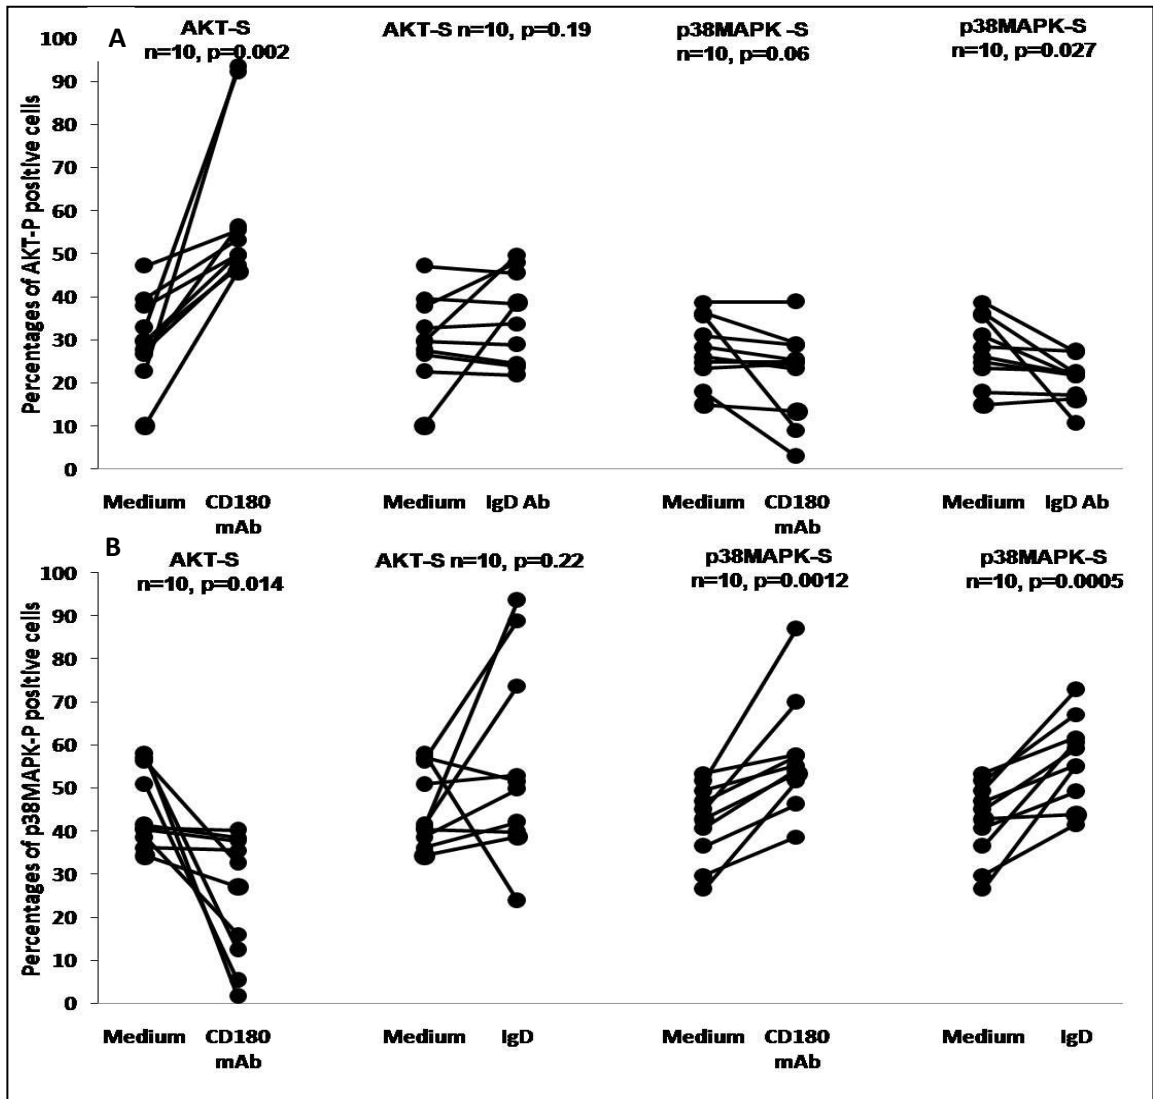 A
AKT-S
n=10, p=0.002
AKT-S n=10, p=0.19
p38MAPK -S
n=10, p=0.06
p38MAPK-S
n=10, p=0.027
Percentages of AKT-P positive cells
100
90
80
70
60
50
40
30
20
10
0
Medium CD180 mAb
Medium IgD Ab
Medium CD180 mAb
Medium IgD Ab
B
AKT-S
n=10, p=0.014
AKT-S n=10, p=0.22
p38MAPK-S
n=10, p=0.0012
p38MAPK-S
n=10, p=0.0005
Percentages of p38MAPK-P positive cells
100
90
80
70
60
50
40
30
20
10
0
Medium CD180 mAb
Medium IgD
Medium CD180 mAb
Medium IgD